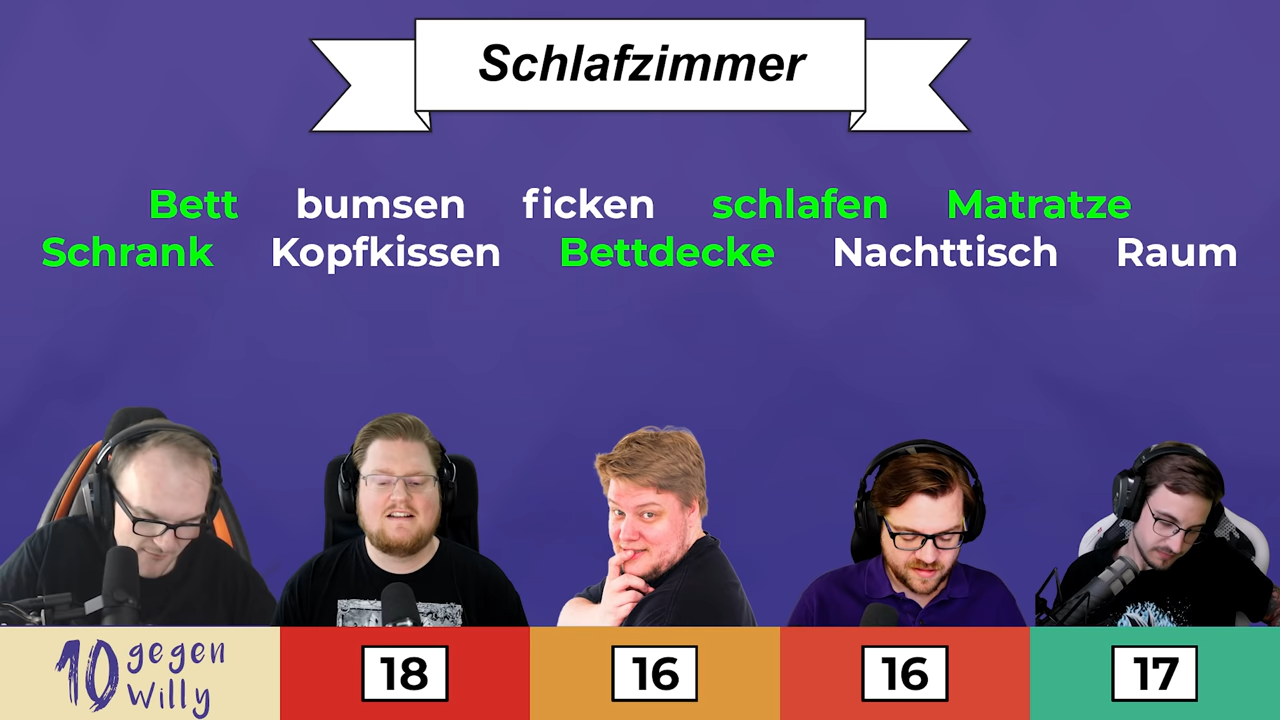 Schlafzimmer
Bett bumsen ficken schlafen Matratze
Schrank Kopfkissen Bettdecke Nachttisch Raum
10 gegen Willy
18 16 16 17